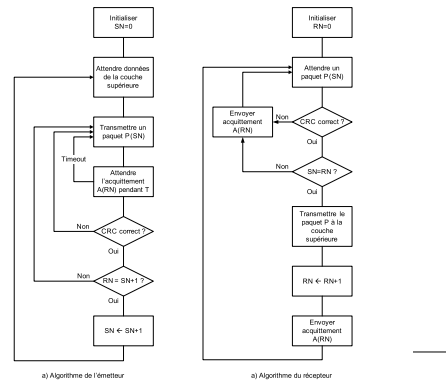 Initialiser
SN=0
Attendre données
de la couche
supérieure
Transmettre un
paquet P(SN)
Timeout
Attendre
l'acquittement
A(RN) pendant T
Non
CRC correct ?
Oui
Non
RN = SN+1 ?
Oui
SN ← SN+1
a) Algorithme de l'émetteur
Initialiser
RN=0
Attendre un
paquet P(SN)
Envoyer
acquittement
A(RN)
Non
CRC correct ?
Oui
Non
SN=RN ?
Oui
Transmettre le
paquet P à la
couche
supérieure
RN ← RN+1
Envoyer
acquittement
A(RN)
a) Algorithme du récepteur